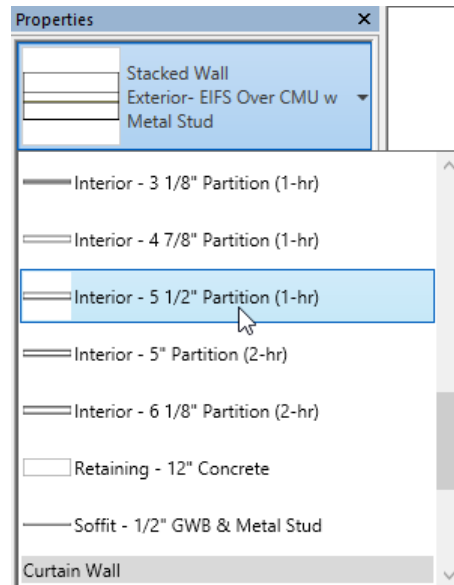 Properties
Stacked Wall
Exterior- EIFS Over CMU w
Metal Stud
Interior - 3 1/8" Partition (1-hr)
Interior - 4 7/8" Partition (1-hr)
Interior - 5 1/2" Partition (1-hr)
Interior - 5" Partition (2-hr)
Interior - 6 1/8" Partition (2-hr)
Retaining - 12" Concrete
Soffit - 1/2" GWB & Metal Stud
Curtain Wall